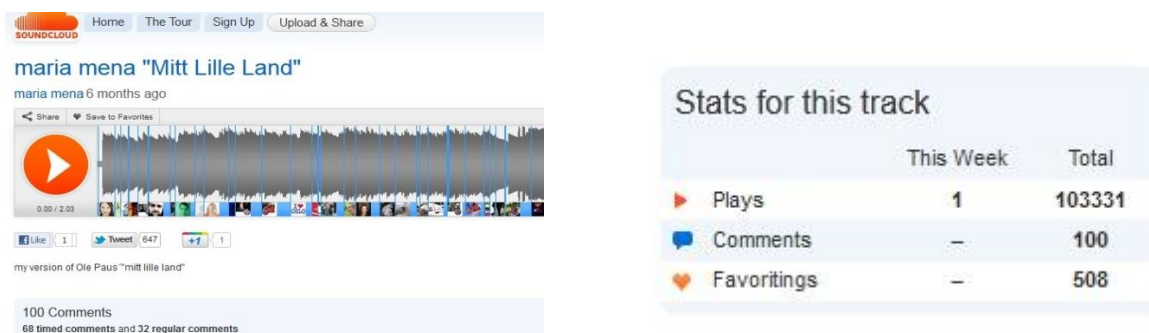 SOUNDCLOUD
Home The Tour Sign Up Upload & Share
maria mena "Mitt Lille Land"
maria mena 6 months ago
Share Save to Favorites
0.00 / 2.03
Like 1 Tweet 647 +1 1
my version of Ole Paus´"mitt lille land"
100 Comments
68 timed comments and 32 regular comments
Stats for this track
This Week Total
Plays 1 103331
Comments – 100
Favoritings – 508